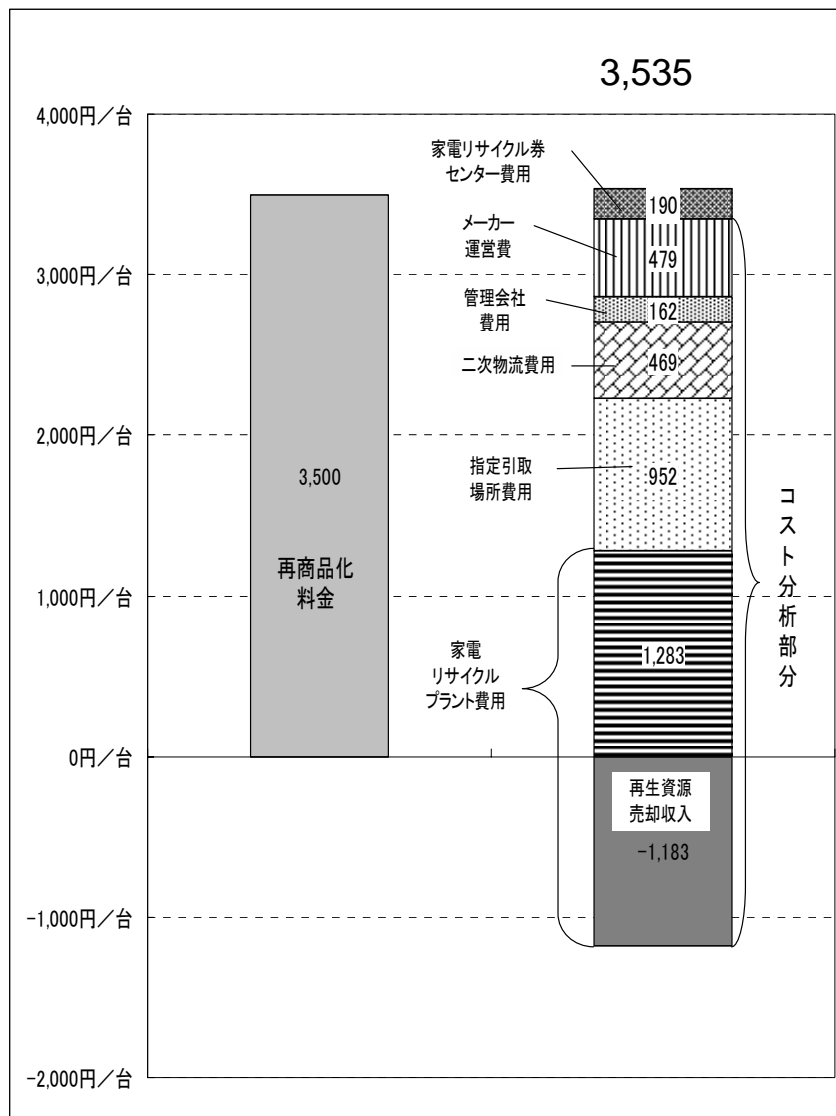 3,535
4,000円／台
3,000円／台
2,000円／台
1,000円／台
0円／台
-1,000円／台
-2,000円／台
3,500
再商品化
料金
家電リサイクル券
センター費用
メーカー
運営費
管理会社
費用
二次物流費用
指定引取
場所費用
家電
リサイクル
プラント費用
190
479
162
469
952
1,283
再生資源
売却収入
-1,183
コスト分析部分